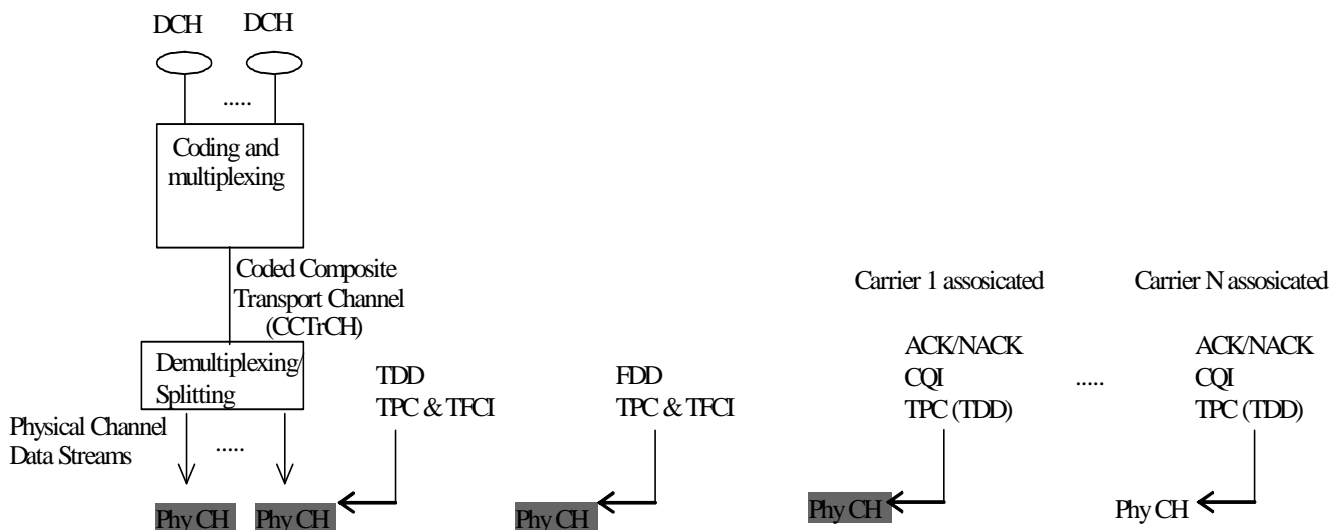 DCH DCH
.....
Coding and
multiplexing
Coded Composite
Transport Channel
(CCTrCH)
Demultiplexing/
Splitting
Physical Channel
Data Streams
.....
Phy CH Phy CH
TDD
TPC & TFCI
FDD
TPC & TFCI
Phy CH
Carrier 1 assosicated
ACK/NACK
CQI
TPC (TDD)
Phy CH
.....
Carrier N assosicated
ACK/NACK
CQI
TPC (TDD)
Phy CH